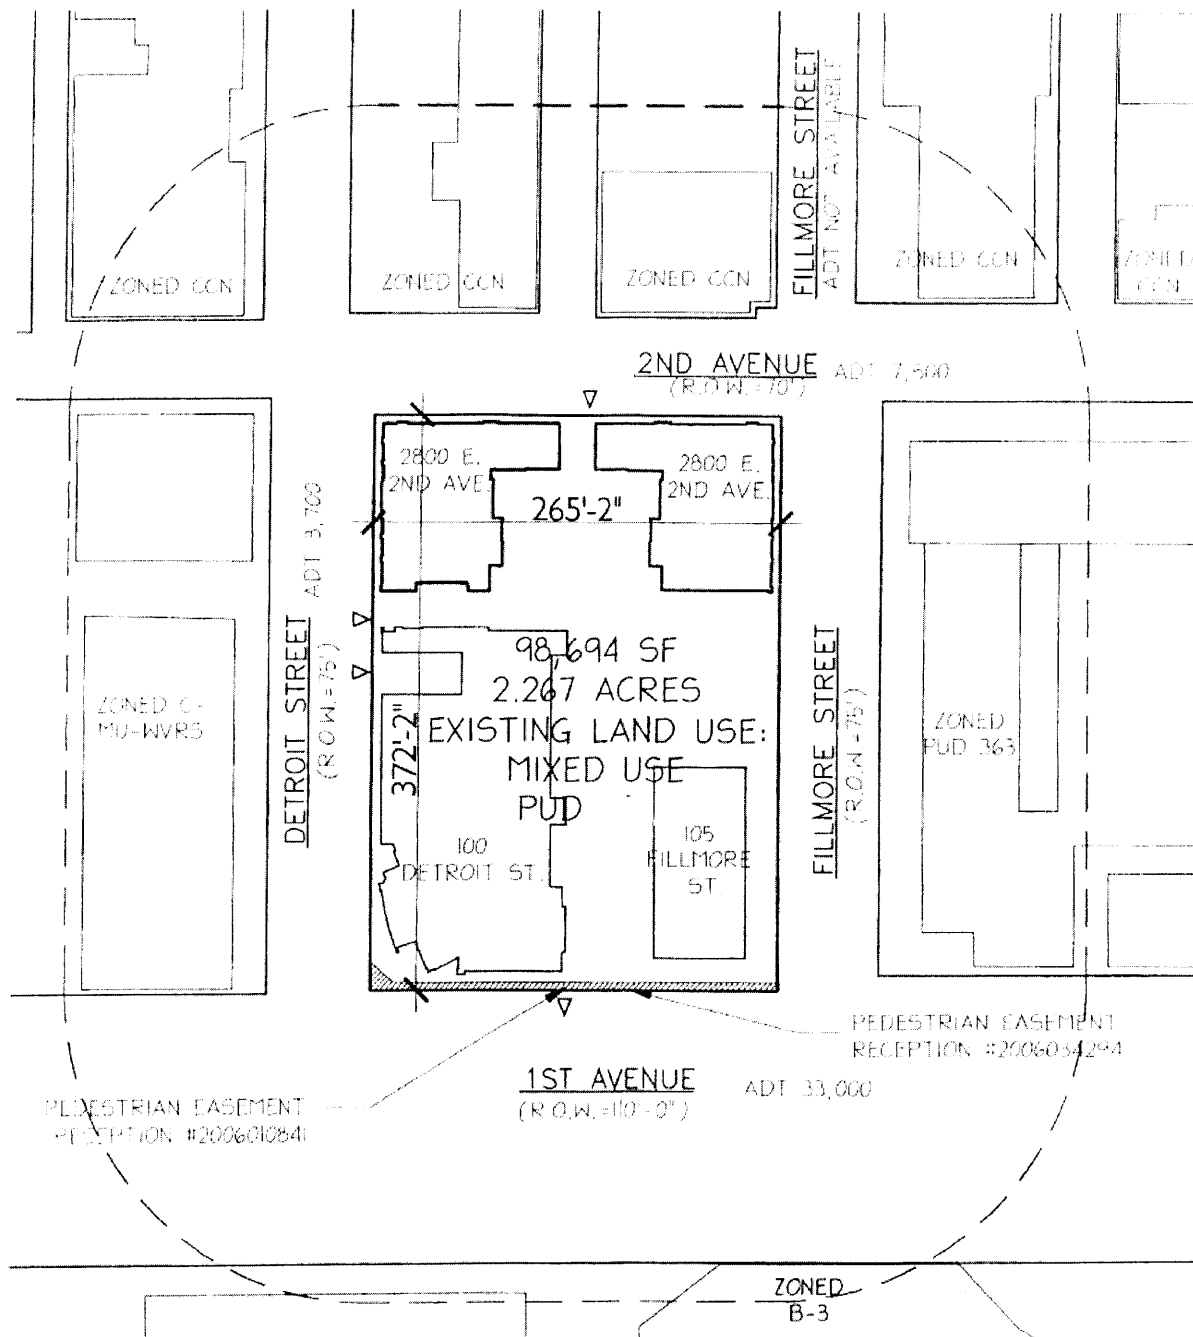 FILLMORE STREET
ADT NOT AVAILABLE
ZONED CCN
ZONED CCN
ZONED CCN
ZONED CCN
ZONED
CCN
2ND AVENUE ADT 7,500
(R.O.W.=70')
2800 E.
2ND AVE.
2800 E.
2ND AVE.
265'-2"
ADT 3,700
DETROIT STREET
(R.O.W.=75')
ZONED C-
MU-WVRS
98,694 SF
2.267 ACRES
EXISTING LAND USE:
MIXED USE
PUD
372'-2"
100
DETROIT ST.
105
FILLMORE
ST.
FILLMORE STREET
(R.O.W.=75')
ZONED
PUD 363
PEDESTRIAN EASEMENT
RECEPTION #2006034294
1ST AVENUE ADT 33,000
(R.O.W.=110'-0")
PEDESTRIAN EASEMENT
RECEPTION #2006010841
ZONED
B-3